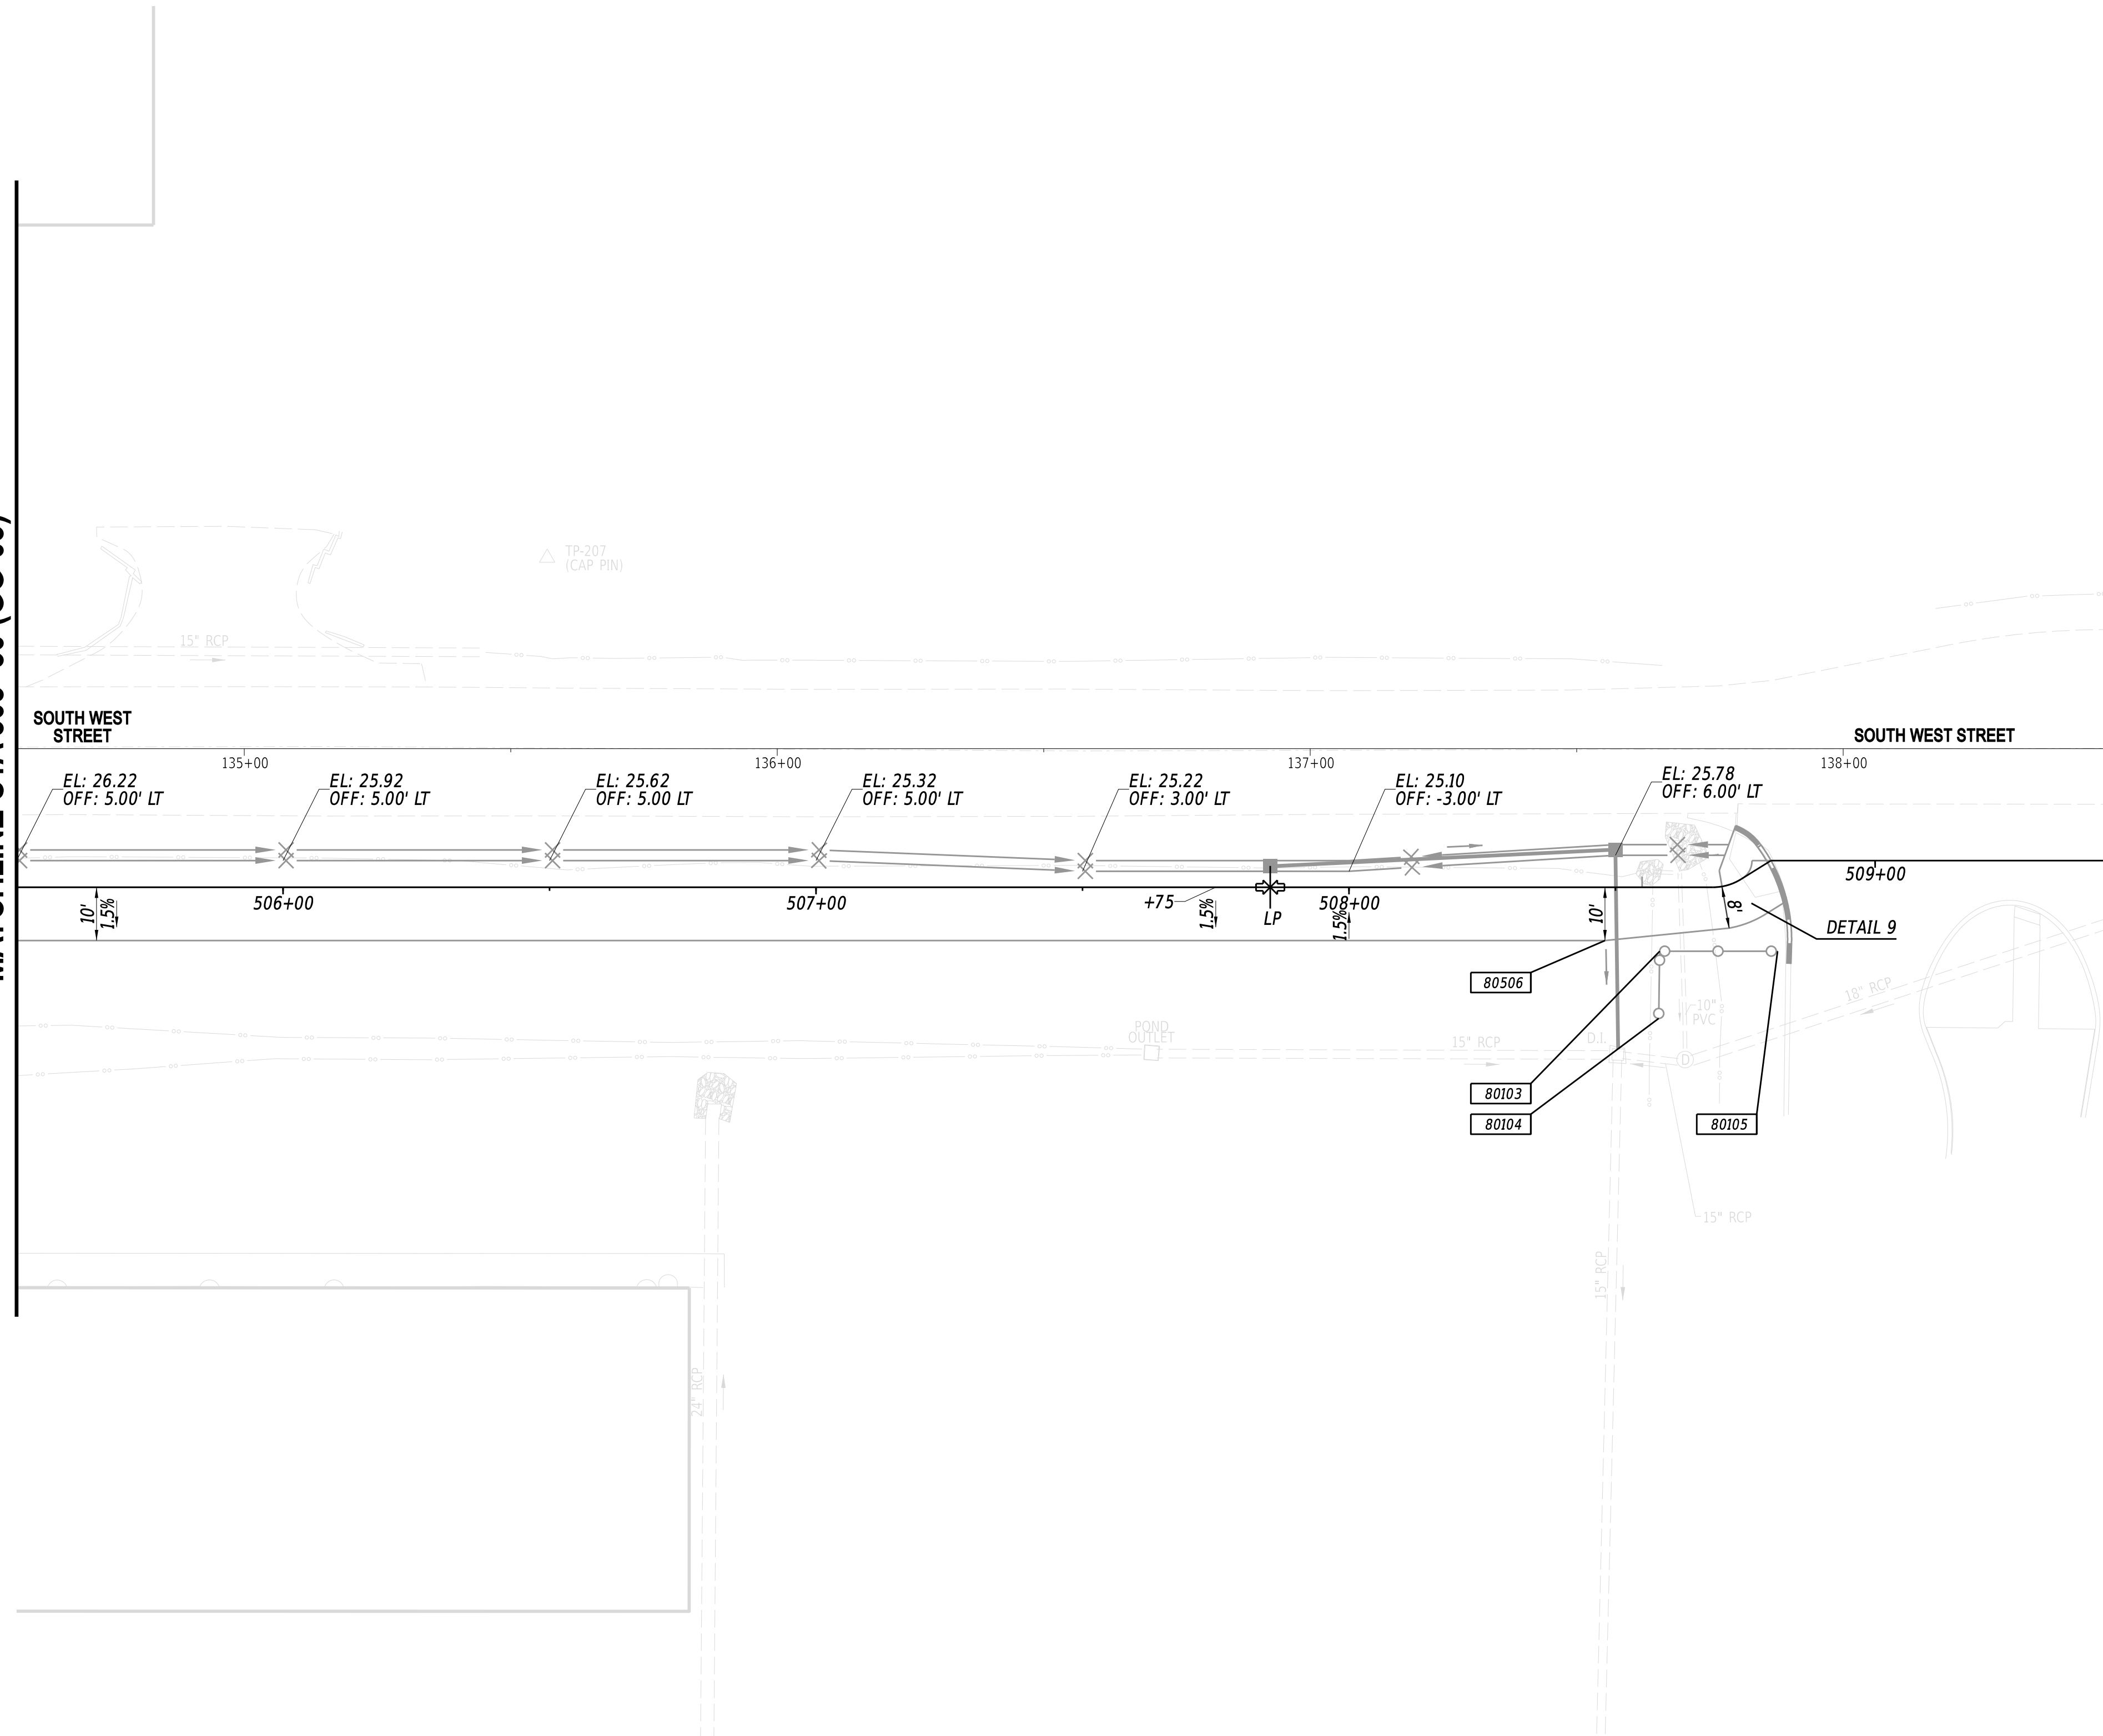 TP-207
(CAP PIN)
15" RCP
SOUTH WEST
STREET
SOUTH WEST STREET
135+00
136+00
137+00
138+00
EL: 26.22
OFF: 5.00' LT
EL: 25.92
OFF: 5.00' LT
EL: 25.62
OFF: 5.00 LT
EL: 25.32
OFF: 5.00' LT
EL: 25.22
OFF: 3.00' LT
EL: 25.10
OFF: -3.00' LT
EL: 25.78
OFF: 6.00' LT
509+00
506+00
507+00
+75
508+00
10'
1.5%
1.5%
LP
1.5%
10'
8'
DETAIL 9
80506
18" RCP
10"
PVC
POND
OUTLET
15" RCP
D.I.
D
80103
80104
80105
15" RCP
15" RCP
24" RCP